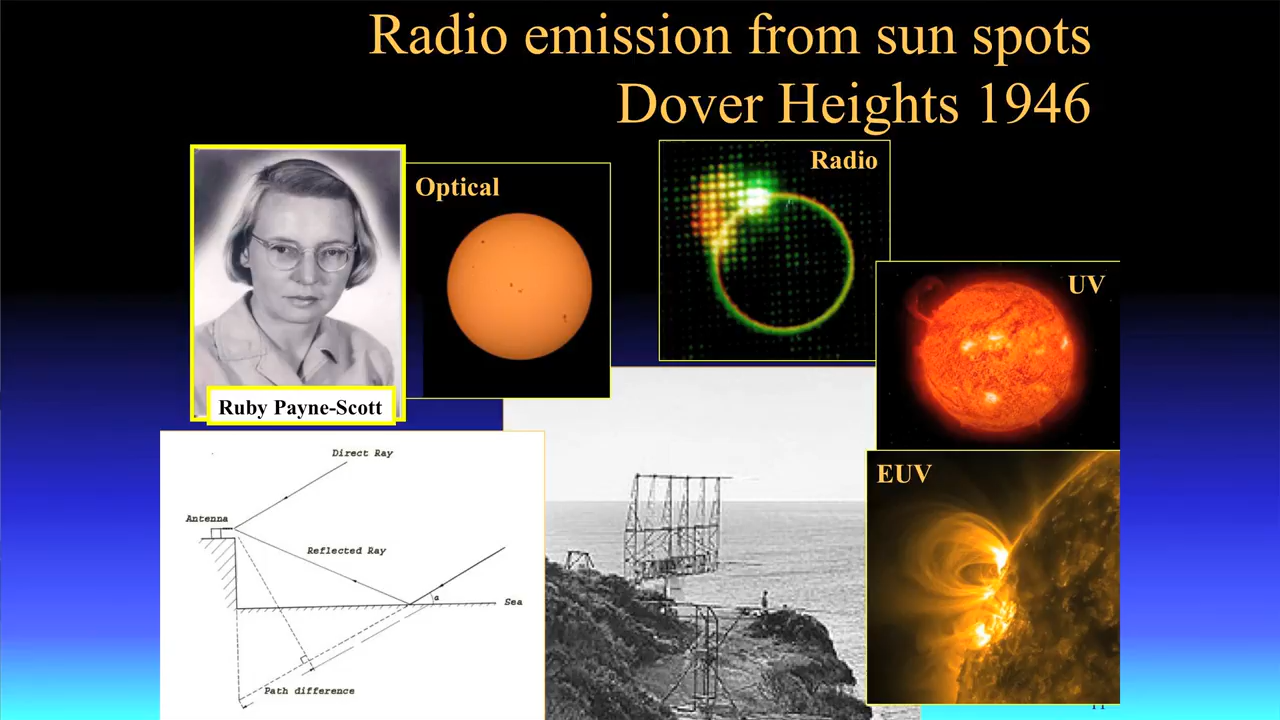 Radio emission from sun spots
Dover Heights 1946
Optical
Radio
UV
EUV
Ruby Payne-Scott
Direct Ray
Antenna
Reflected Ray
α
Sea
Path difference